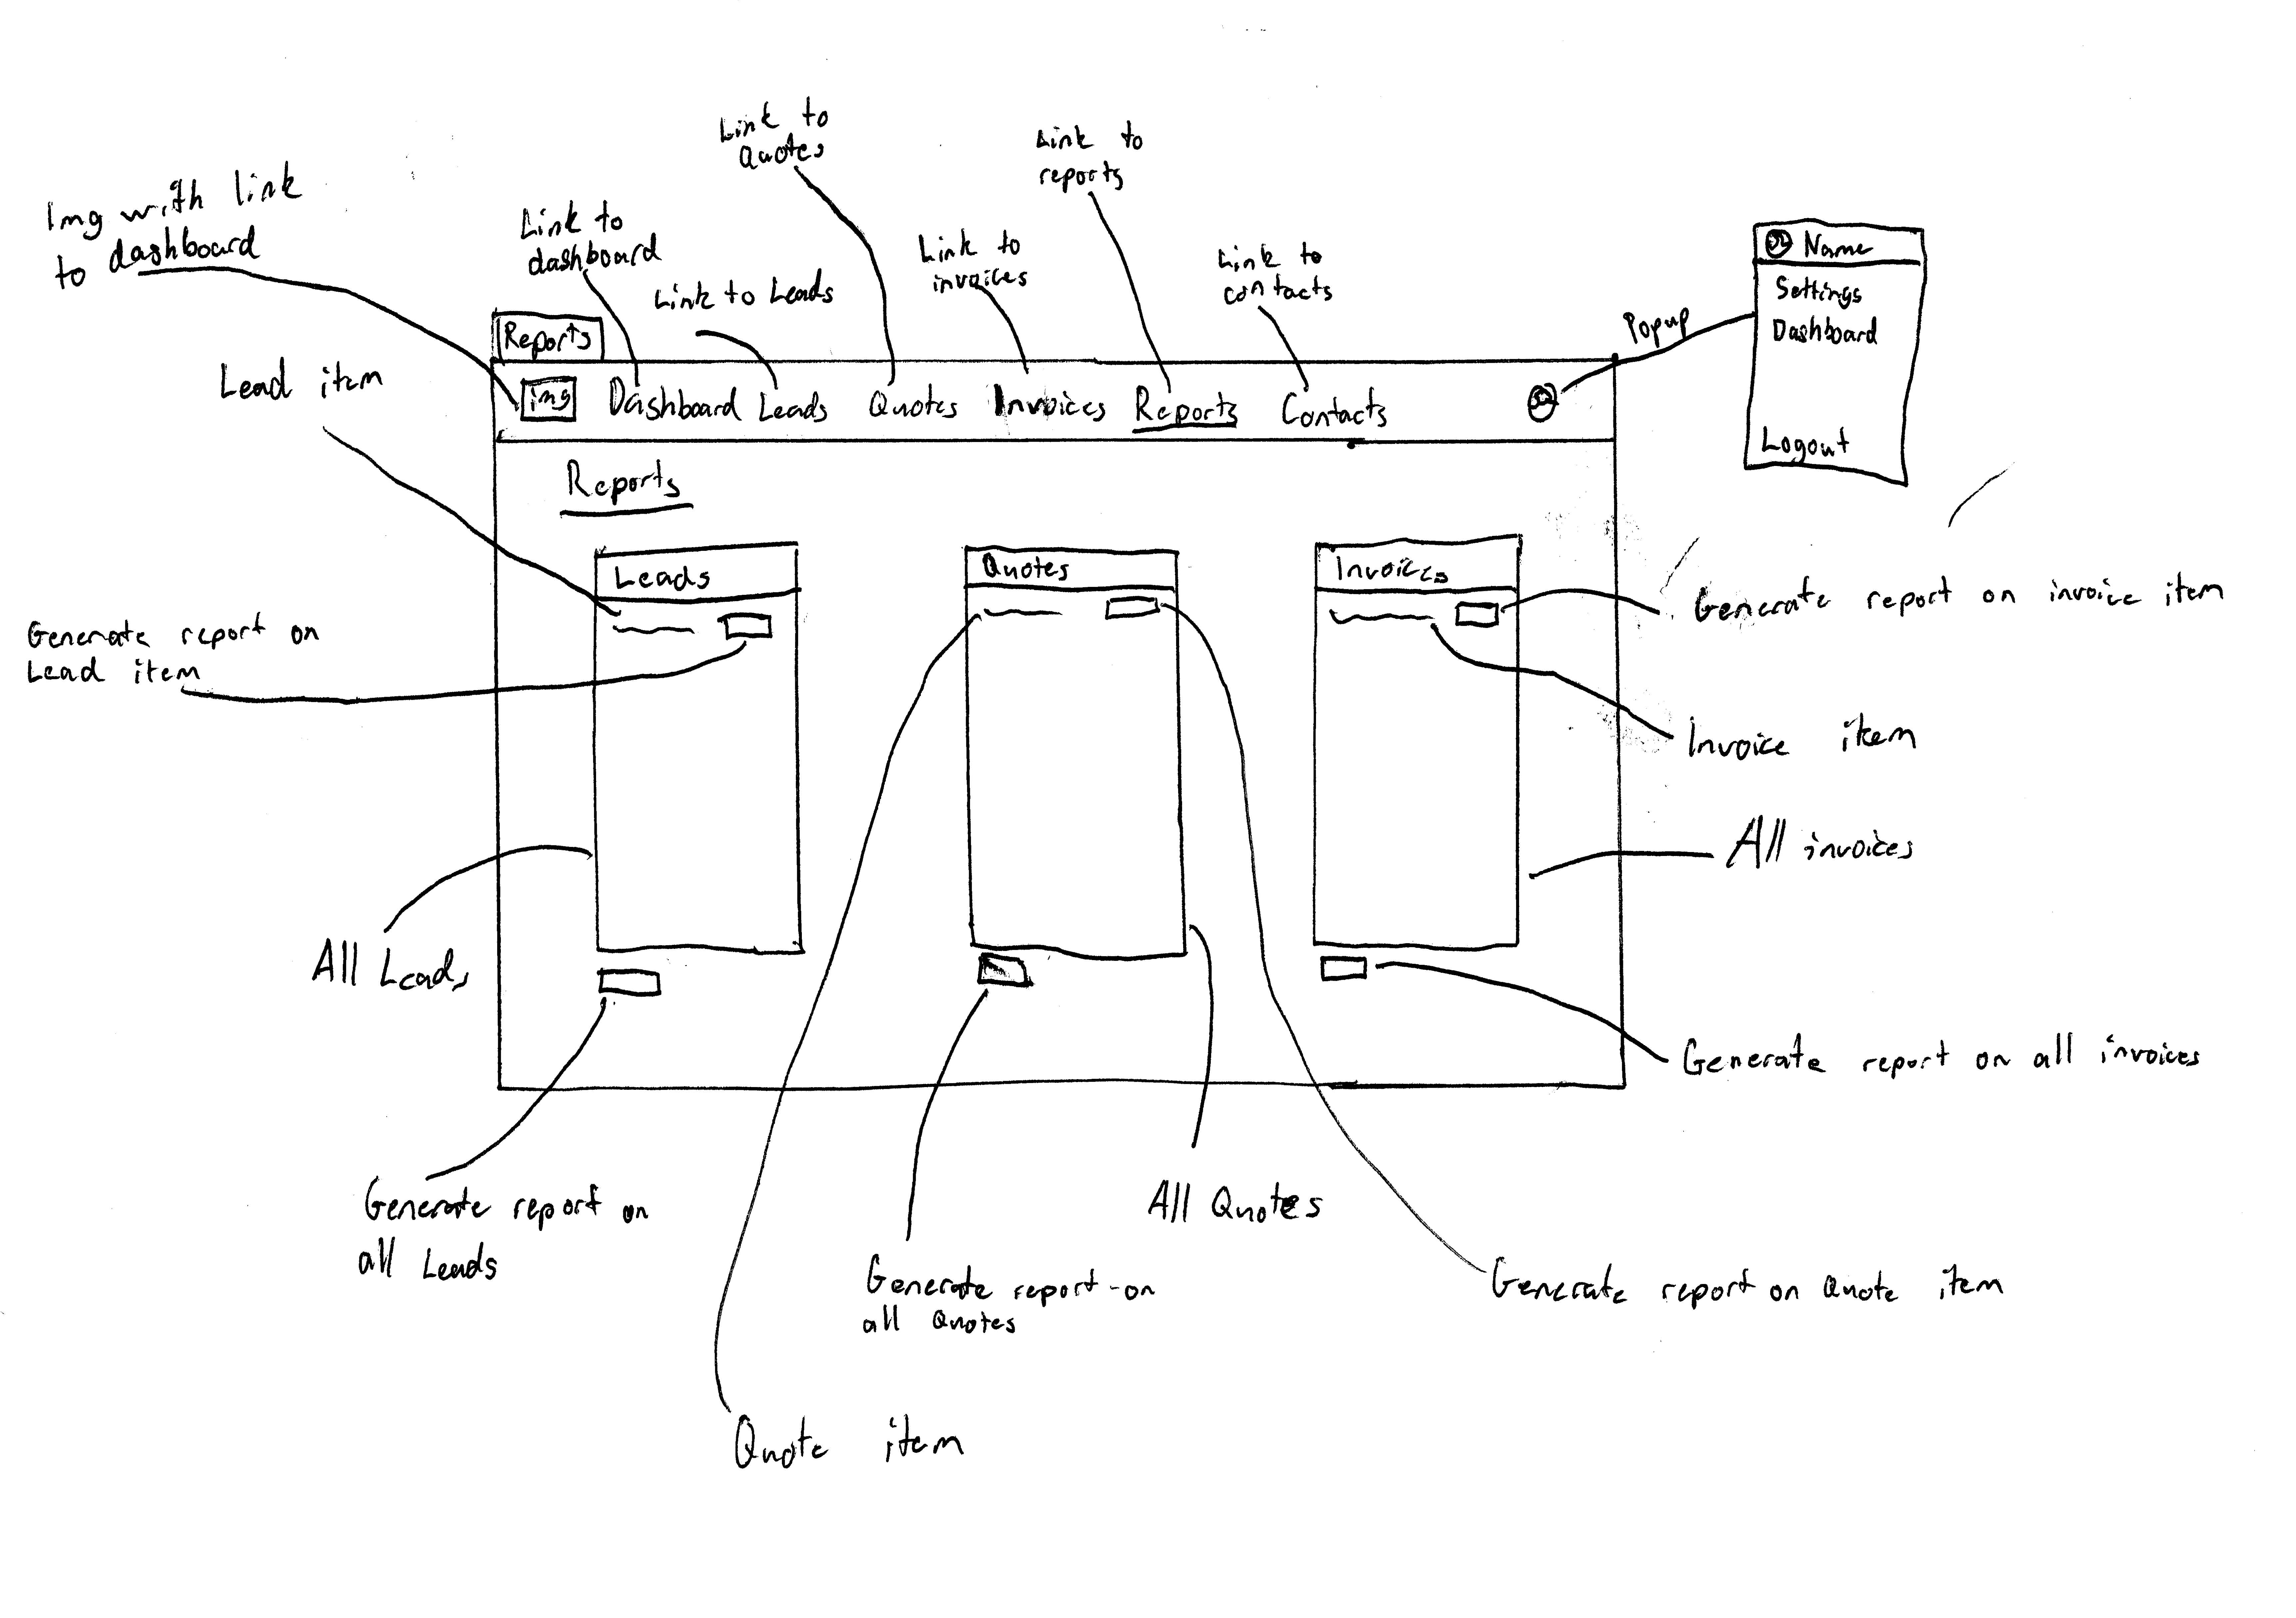 Link to
Quotes
Link to
reports
Img with link
to dashboard
Link to
dashboard
Link to Leads
Link to
invoices
Link to
contacts
Name
Settings
Dashboard
Logout
Popup
Reports
Lead item
img Dashboard Leads Quotes Invoices Reports Contacts
Reports
Leads
Quotes
Invoices
Generate report on invoice item
Generate report on
Lead item
Invoice item
All invoices
All Leads
Generate report on all invoices
Generate report on
all Leads
All Quotes
Generate report on
all Quotes
Generate report on Quote item
Quote item